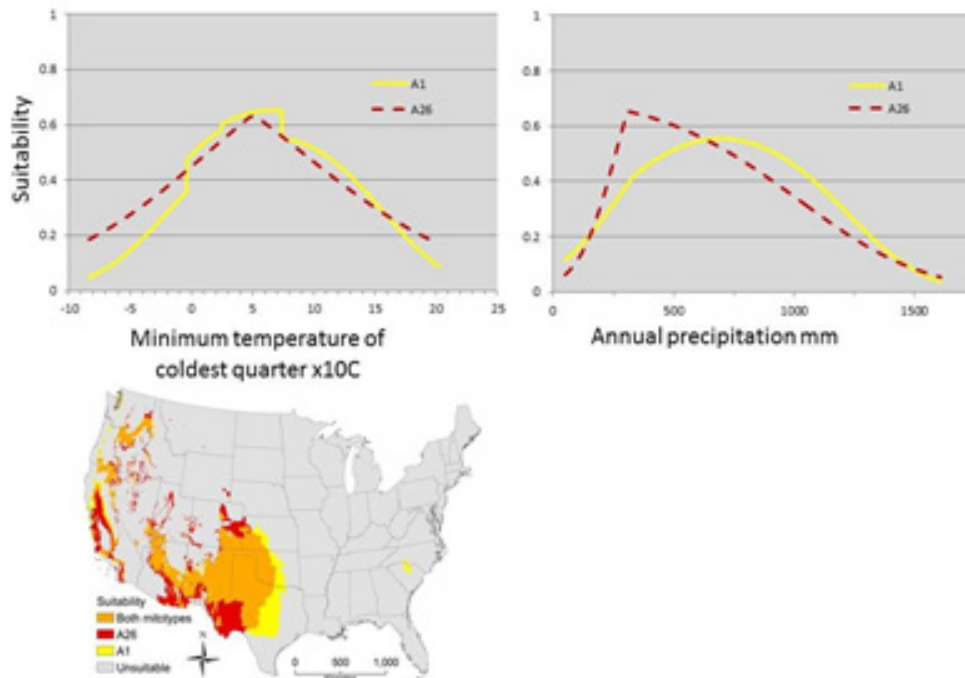 1
0.8
0.6
0.4
0.2
0
Suitability
A1
A26
-10
-5
0
5
10
15
20
25
Minimum temperature of
coldest quarter x10C
1
0.8
0.6
0.4
0.2
0
A1
A26
0
500
1000
1500
Annual precipitation mm
Suitability
Both mitotypes
A26
A1
Unsuitable
N
0 500 1,000